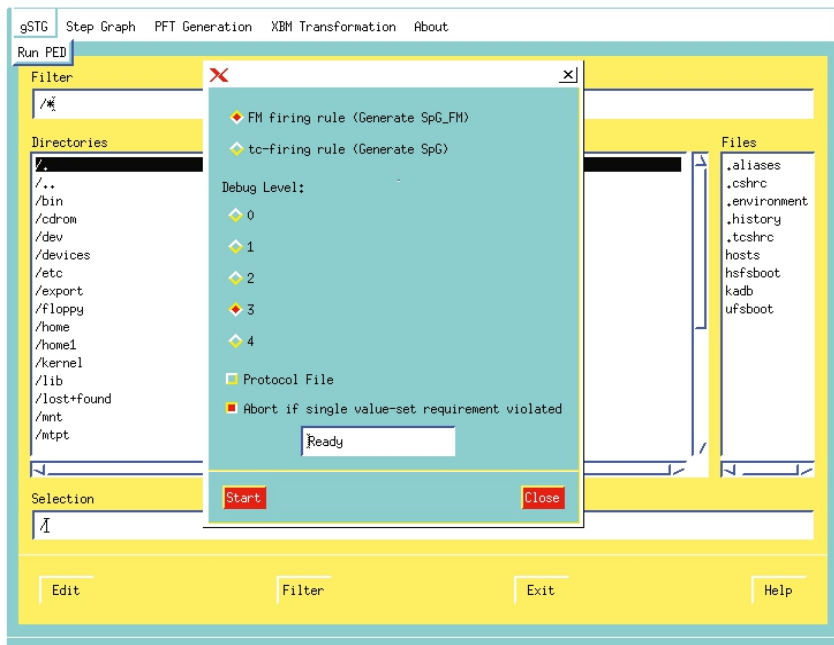 gSTG Step Graph PFT Generation XBM Transformation About
Run PED
Filter
/*
Directories
/.
/..
/bin
/cdrom
/dev
/devices
/etc
/export
/floppy
/home
/home1
/kernel
/lib
/lost+found
/mnt
/mtpt
FM firing rule (Generate SpG_FM)
tc-firing rule (Generate SpG)
Debug Level:
0
1
2
3
4
Protocol File
Abort if single value-set requirement violated
Ready
Start Close
Files
.aliases
.cshrc
.environment
.history
.tcshrc
hosts
hsfsboot
kadb
ufsboot
Selection
/
Edit Filter Exit Help